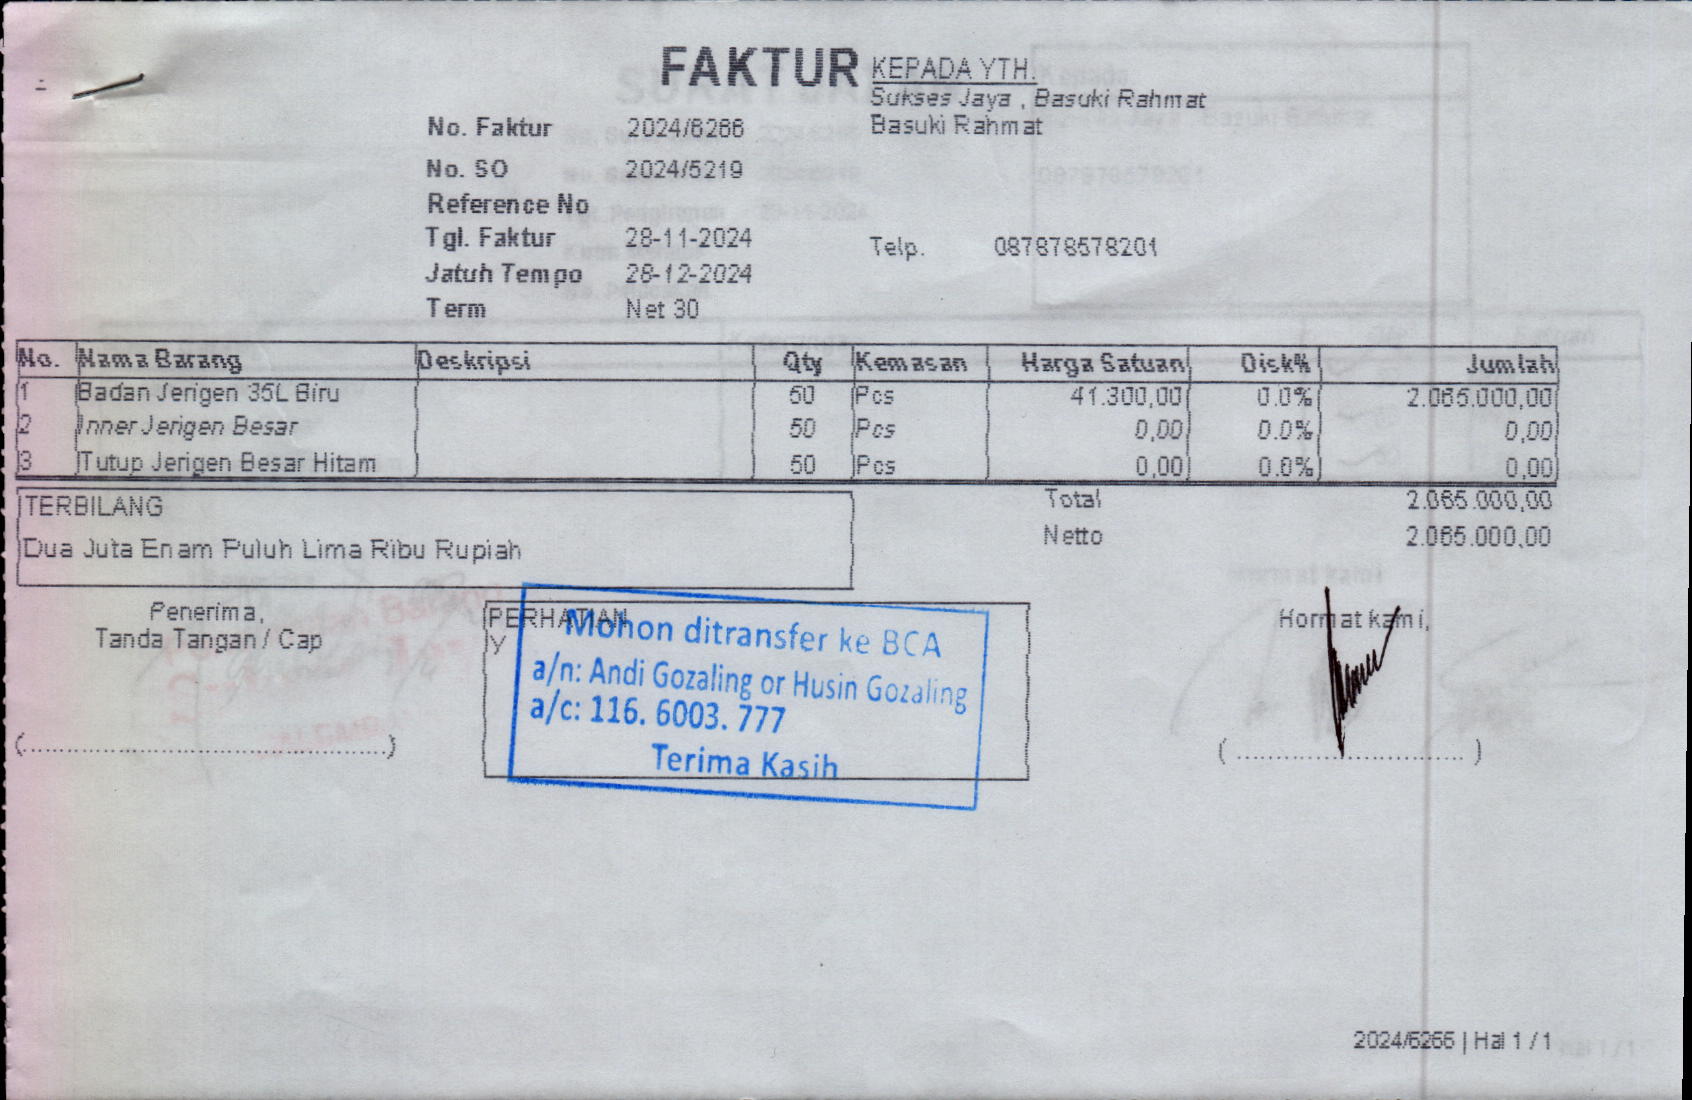 FAKTUR
KEPADA YTH.
Sukses Jaya , Basuki Rahmat
Basuki Rahmat
No. Faktur 2024/6266
No. SO 2024/5219
Reference No
Tgl. Faktur 28-11-2024
Telp. 087878578201
Jatuh Tempo 28-12-2024
Term Net 30
No. Nama Barang Deskripsi Qty Kemasan Harga Satuan Disk% Jumlah
1 Badan Jerigen 35L Biru 50 Pcs 41.300,00 0.0% 2.065.000,00
2 Inner Jerigen Besar 50 Pcs 0,00 0.0% 0,00
3 Tutup Jerigen Besar Hitam 50 Pcs 0,00 0.0% 0,00
TERBILANG
Dua Juta Enam Puluh Lima Ribu Rupiah
Total 2.065.000,00
Netto 2.065.000,00
Penerima,
Tanda Tangan / Cap
(......................................................)
PERHATIAN
Y
Mohon ditransfer ke BCA
a/n: Andi Gozaling or Husin Gozaling
a/c: 116. 6003. 777
Terima Kasih
Hormat kami,
( .................................. )
2024/6266 | Hal 1 / 1